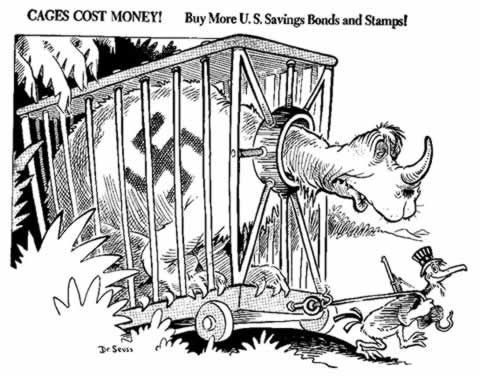 CAGES COST MONEY! Buy More U. S. Savings Bonds and Stamps!
Dr. Seuss